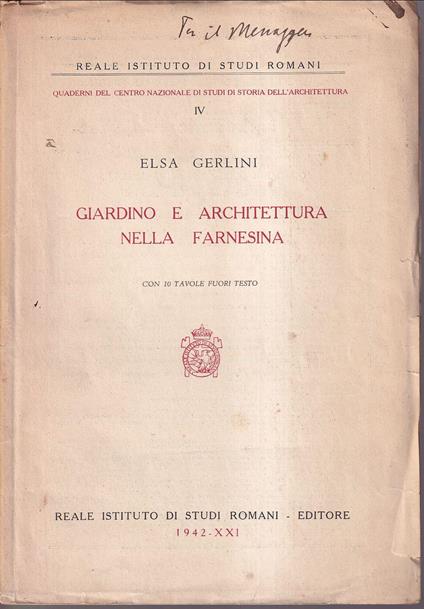 Per il Messaggero
REALE ISTITUTO DI STUDI ROMANI
QUADERNI DEL CENTRO NAZIONALE DI STUDI DI STORIA DELL'ARCHITETTURA
IV
ELSA GERLINI
GIARDINO E ARCHITETTURA
NELLA FARNESINA
CON 10 TAVOLE FUORI TESTO
REALE ISTITUTO DI STUDI ROMANI - EDITORE
1942-XXI